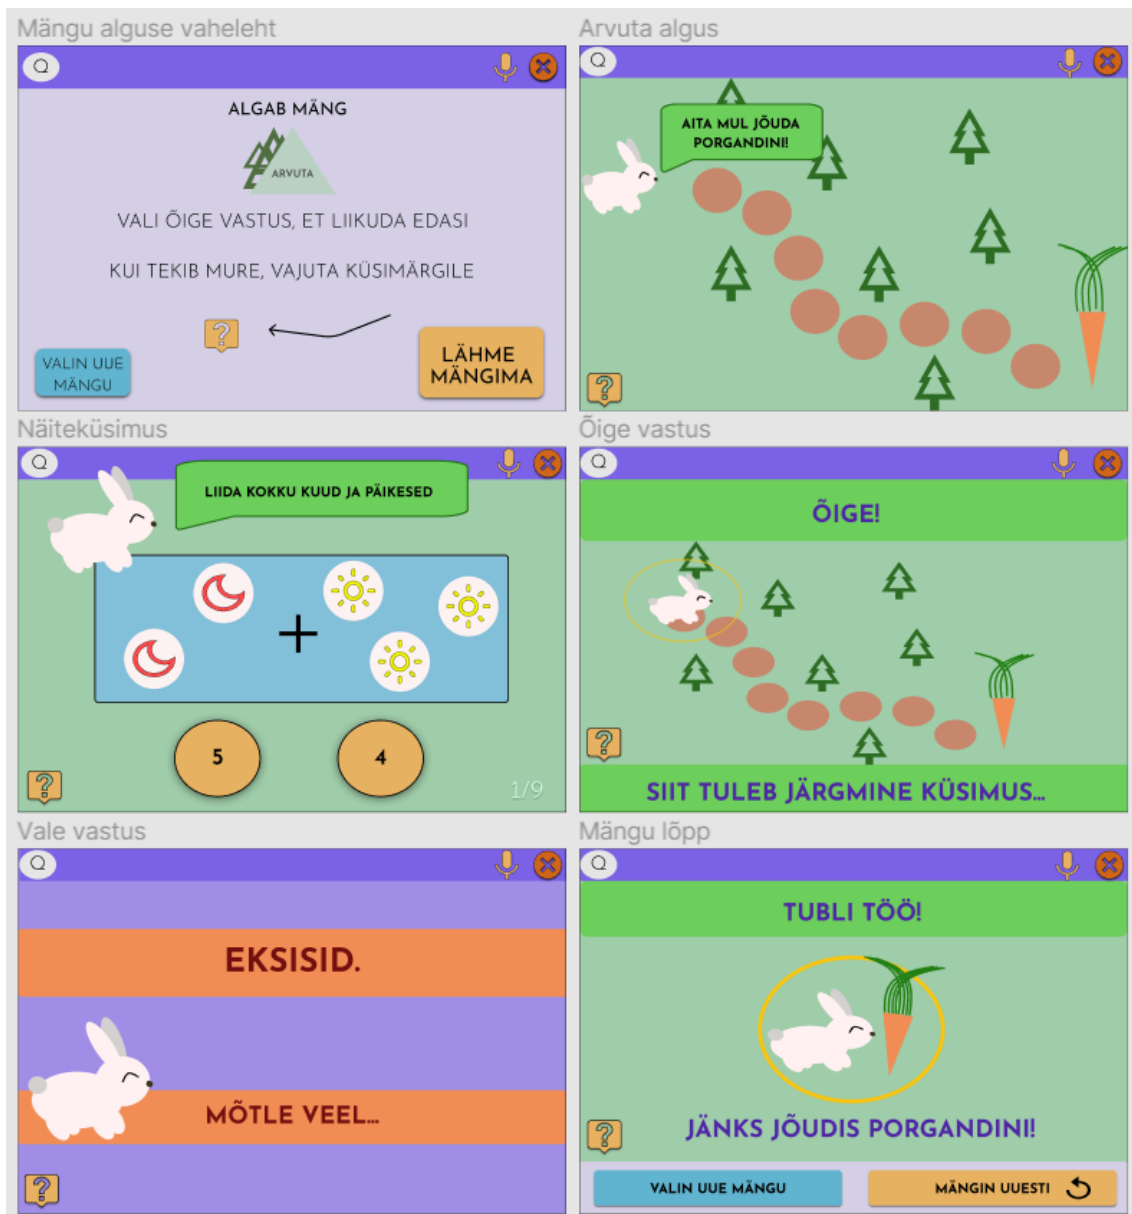 Mängu alguse vaheleht
ALGAB MÄNG
ARVUTA
VALI ÕIGE VASTUS, ET LIIKUDA EDASI
KUI TEKIB MURE, VAJUTA KÜSIMÄRGILE
?
VALIN UUE
MÄNGU
LÄHME
MÄNGIMA
Arvuta algus
AITA MUL JÕUDA
PORGANDINI!
?
Näiteküsimus
LIIDA KOKKU KUUD JA PÄIKESED
+
5
4
?
1/9
Õige vastus
ÕIGE!
?
SIIT TULEB JÄRGMINE KÜSIMUS...
Vale vastus
EKSISID.
MÕTLE VEEL...
?
Mängu lõpp
TUBLI TÖÖ!
JÄNKS JÕUDIS PORGANDINI!
?
VALIN UUE MÄNGU
MÄNGIN UUESTI